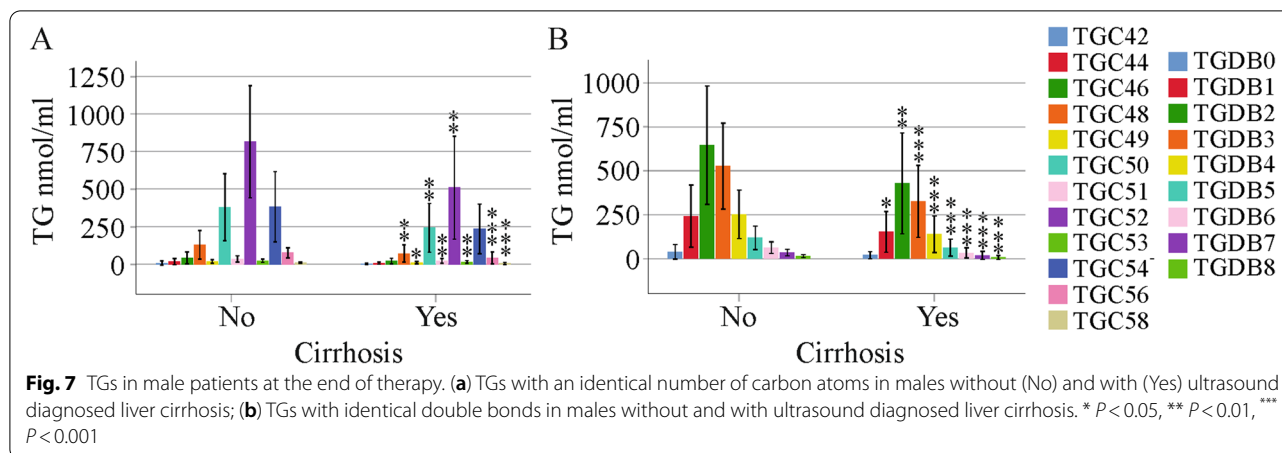 A
B
TG nmol/ml
1250
1000
750
500
250
0
** * ** ** ** ** *** ***
No
Yes
Cirrhosis
TG nmol/ml
1000
750
500
250
0
* ** *** *** *** *** *** ***
No
Yes
Cirrhosis
TGC42
TGC44
TGC46
TGC48
TGC49
TGC50
TGC51
TGC52
TGC53
TGC54-
TGC56
TGC58
TGDB0
TGDB1
TGDB2
TGDB3
TGDB4
TGDB5
TGDB6
TGDB7
TGDB8
Fig. 7 TGs in male patients at the end of therapy. (a) TGs with an identical number of carbon atoms in males without (No) and with (Yes) ultrasound
diagnosed liver cirrhosis; (b) TGs with identical double bonds in males without and with ultrasound diagnosed liver cirrhosis. * P < 0.05, ** P < 0.01, ***
P < 0.001